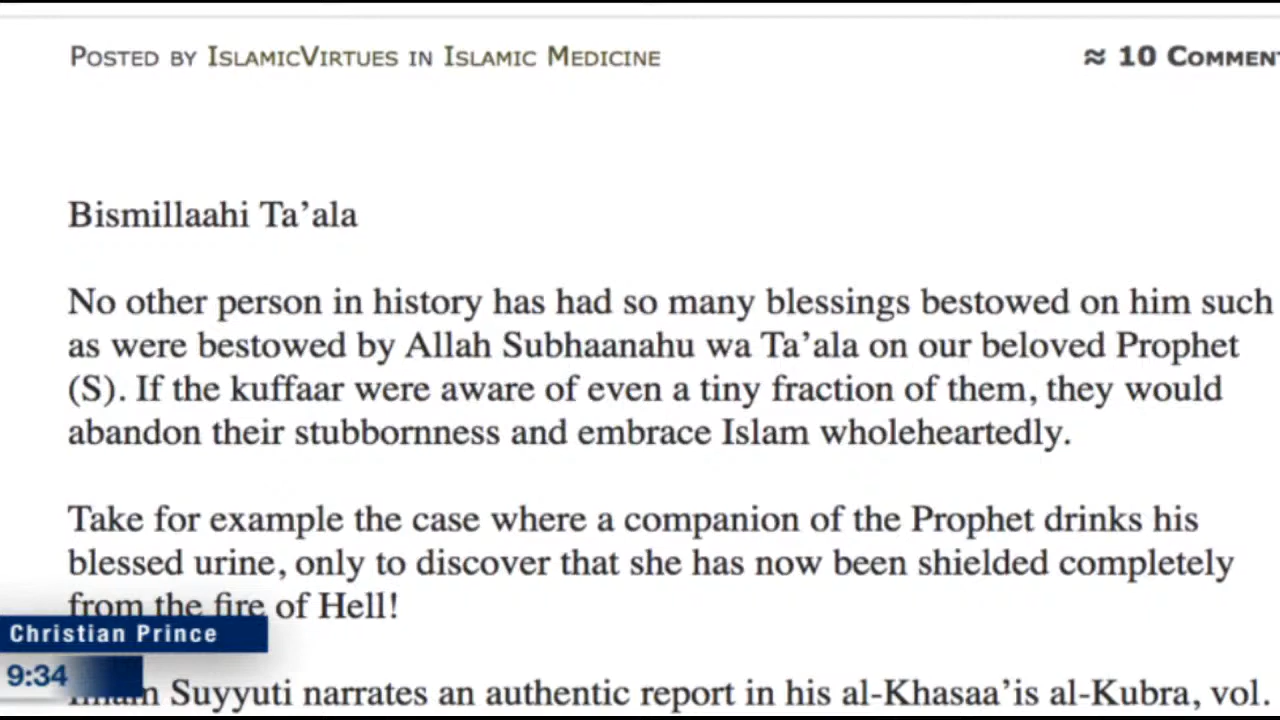 Posted by IslamicVirtues in Islamic Medicine
≈ 10 Commen
Bismillaahi Ta’ala
No other person in history has had so many blessings bestowed on him such
as were bestowed by Allah Subhaanahu wa Ta’ala on our beloved Prophet
(S). If the kuffaar were aware of even a tiny fraction of them, they would
abandon their stubbornness and embrace Islam wholeheartedly.
Take for example the case where a companion of the Prophet drinks his
blessed urine, only to discover that she has now been shielded completely
from the fire of Hell!
Christian Prince
9:34
Suyyuti narrates an authentic report in his al-Khasaa’is al-Kubra, vol.